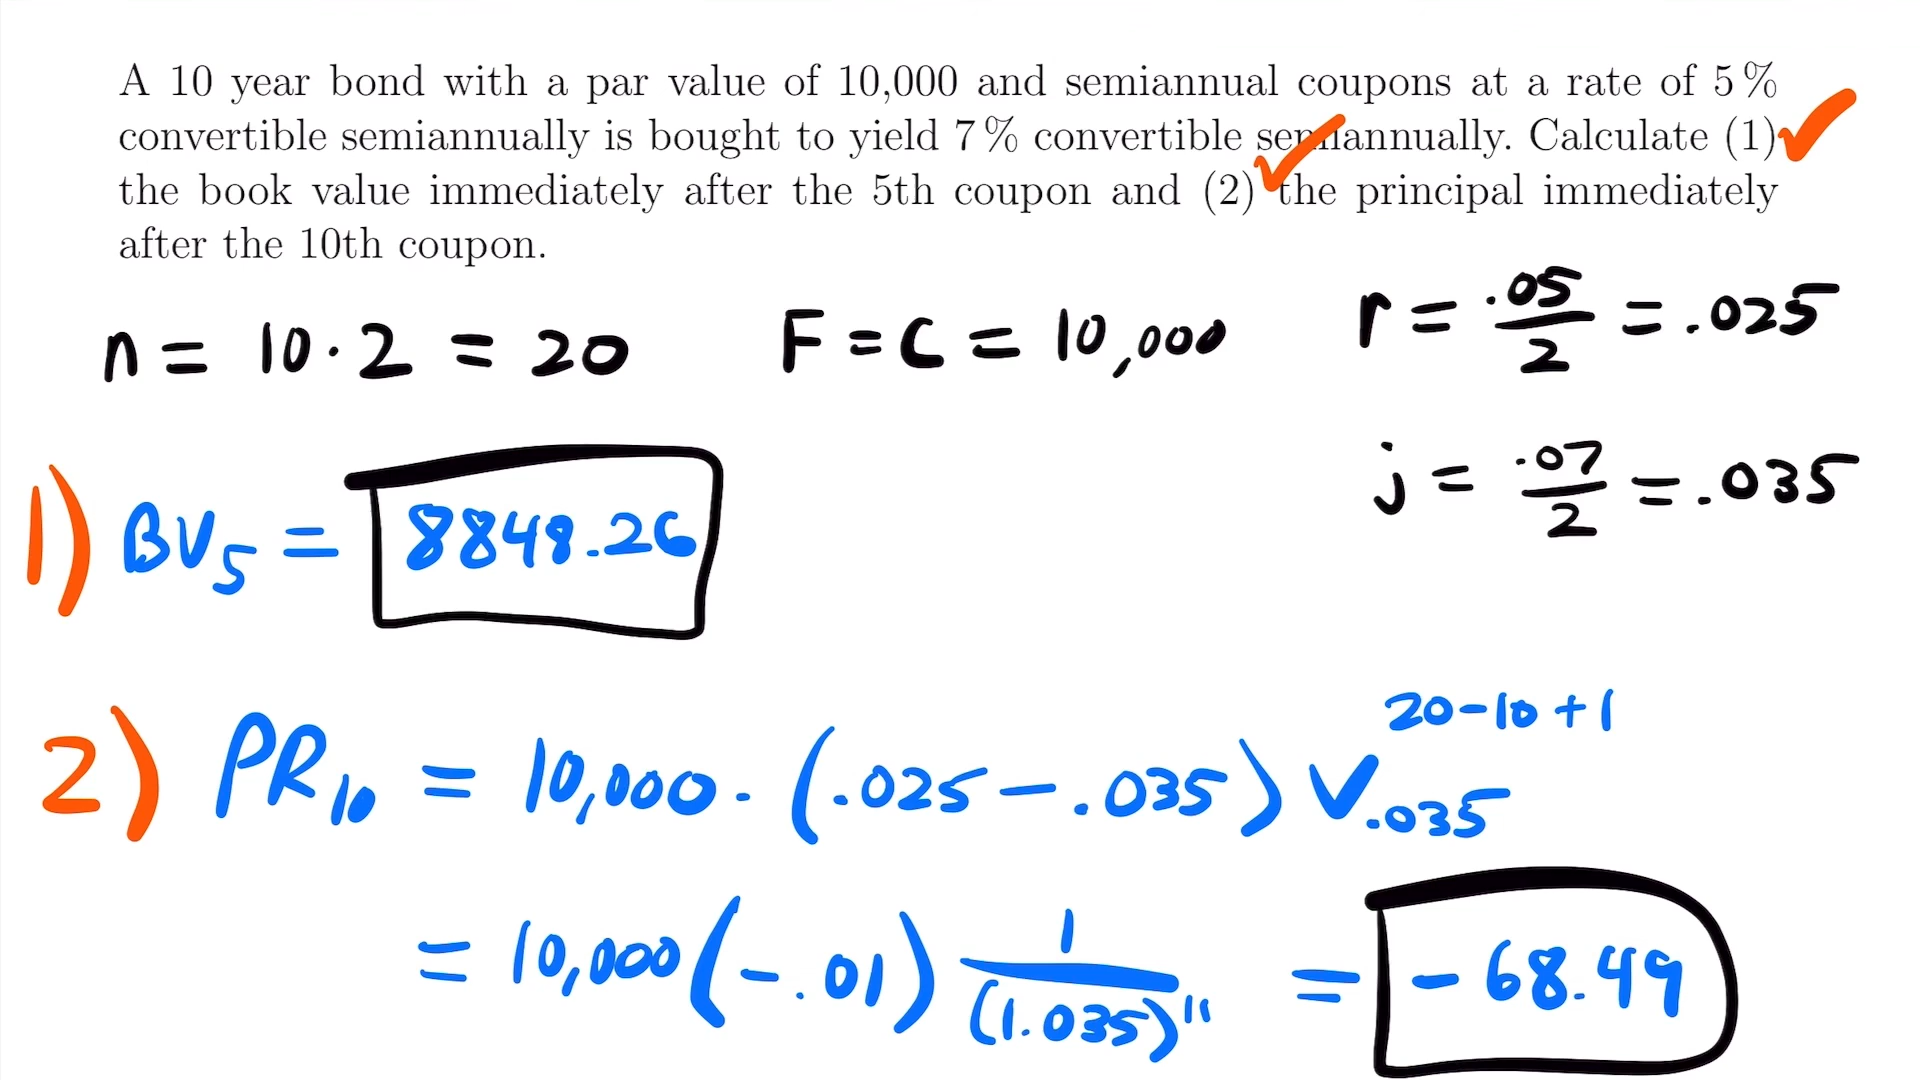 A 10 year bond with a par value of 10,000 and semiannual coupons at a rate of 5 %
convertible semiannually is bought to yield 7 % convertible semiannually. Calculate (1)
the book value immediately after the 5th coupon and (2) the principal immediately
after the 10th coupon.
n = 10 · 2 = 20 F = C = 10,000 r = .05/2 = .025
j = .07/2 = .035
1) BV₅ = 8848.26
2) PR₁₀ = 10,000 · (.025 - .035) V.035^20-10+1
= 10,000 (-.01) 1/(1.035)^11 = -68.49